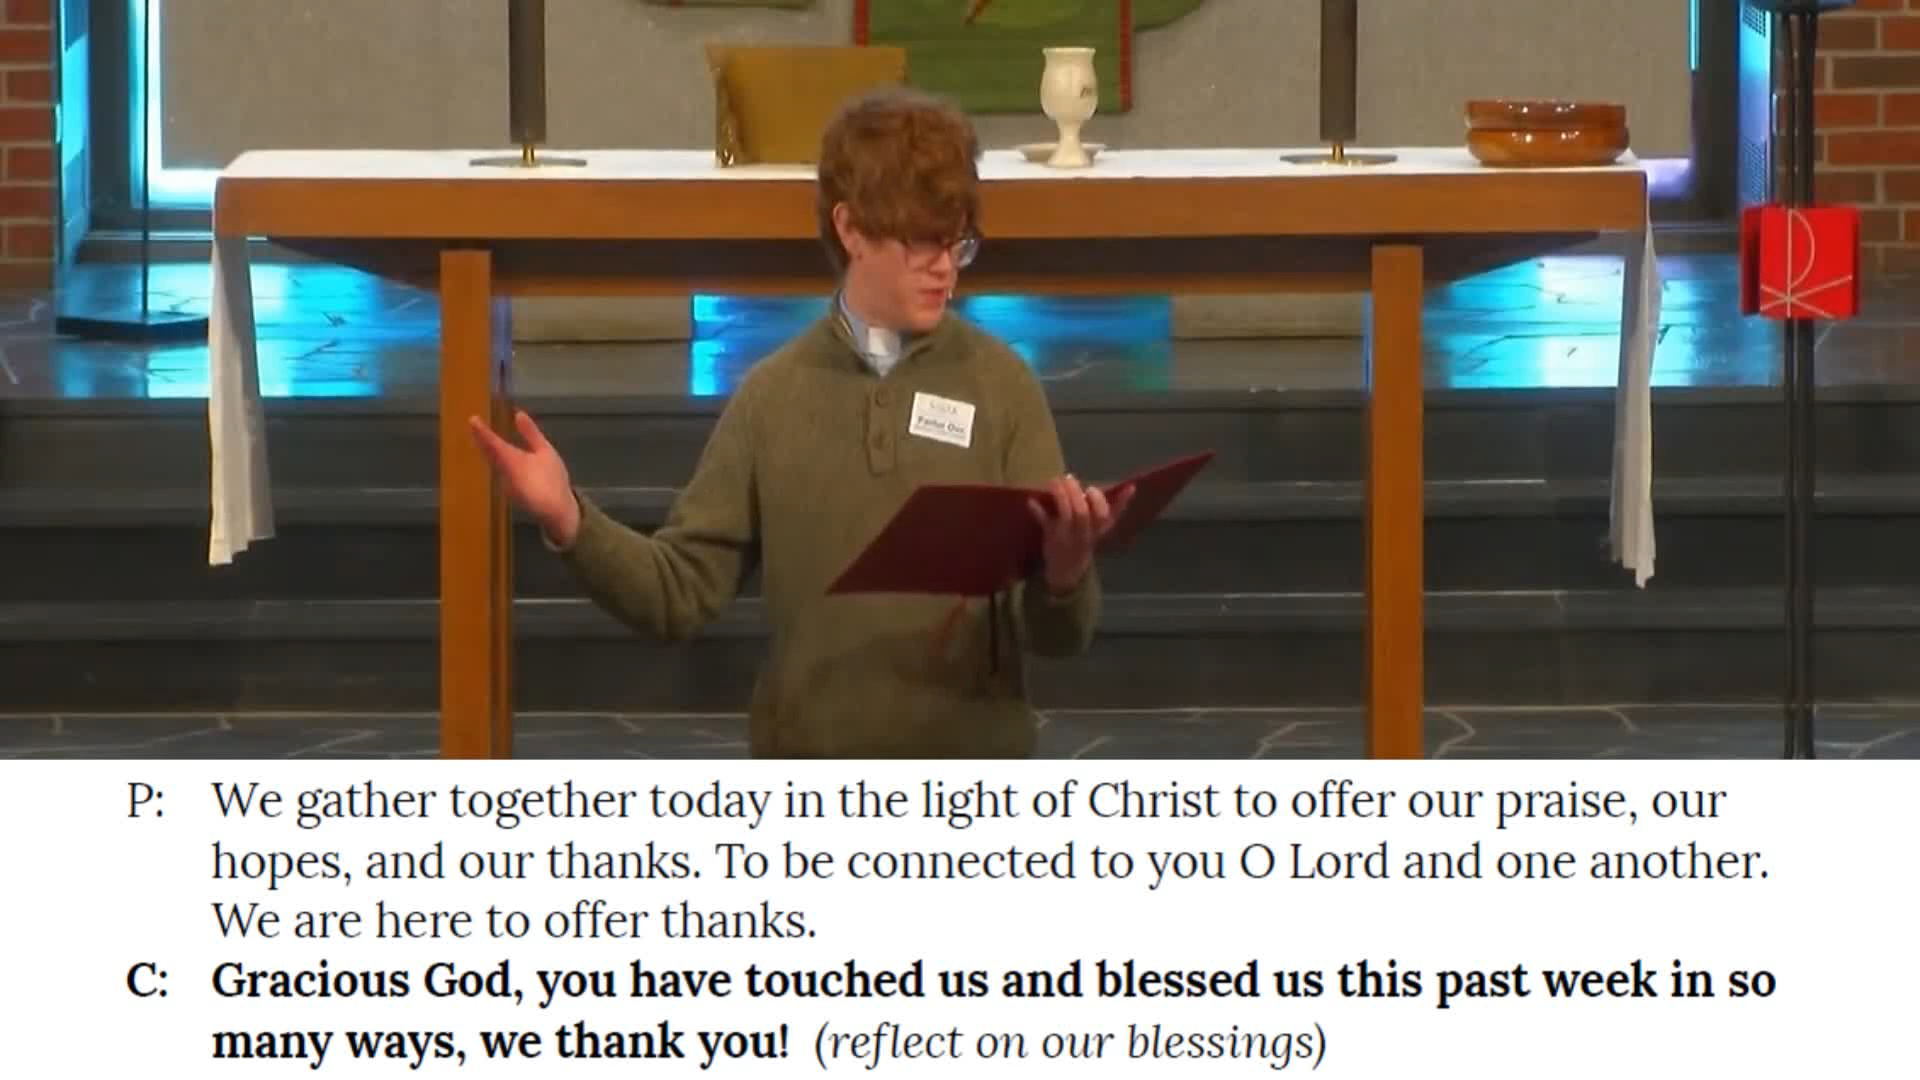 Pastor
P: We gather together today in the light of Christ to offer our praise, our
hopes, and our thanks. To be connected to you O Lord and one another.
We are here to offer thanks.
C: Gracious God, you have touched us and blessed us this past week in so
many ways, we thank you! (reflect on our blessings)